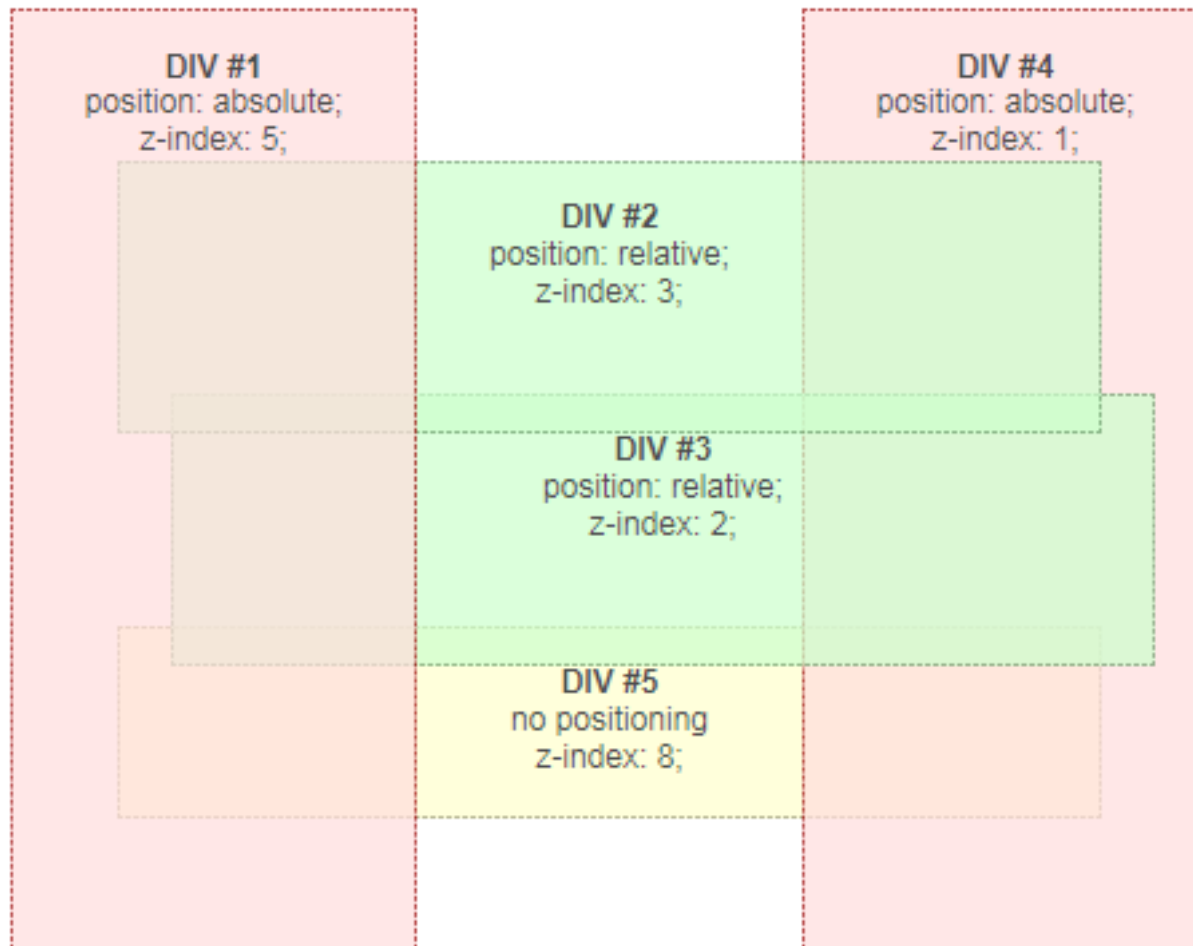 DIV #1
position: absolute;
z-index: 5;
DIV #4
position: absolute;
z-index: 1;
DIV #2
position: relative;
z-index: 3;
DIV #3
position: relative;
z-index: 2;
DIV #5
no positioning
z-index: 8;